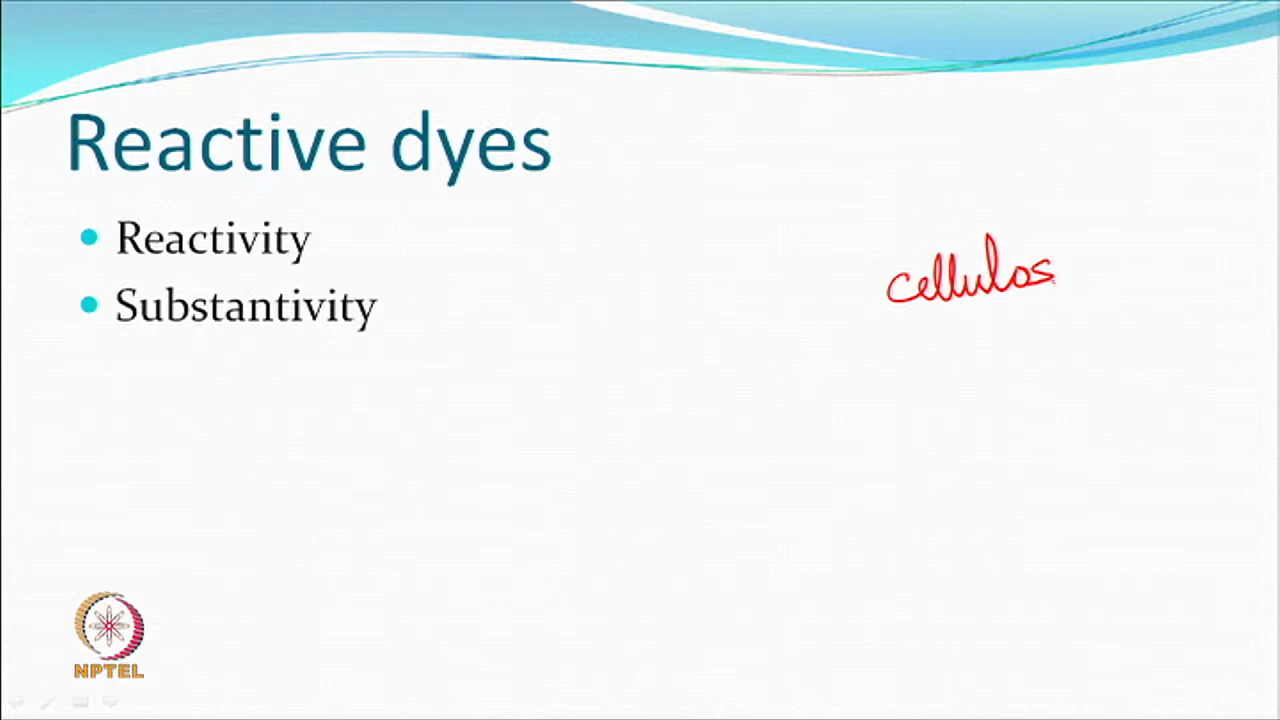 Reactive dyes
Reactivity
cellulos
Substantivity
NPTEL